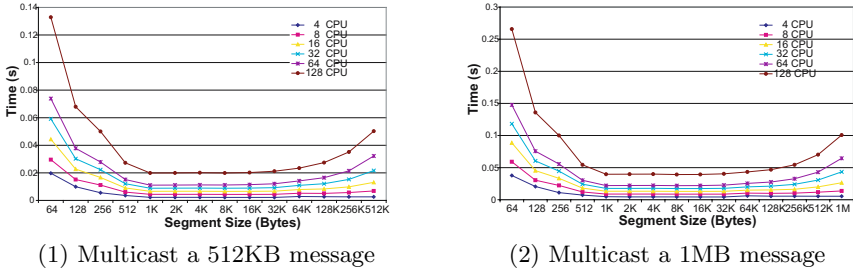 0.14
0.12
0.1
0.08
0.06
0.04
0.02
0
Time (s)
4 CPU
8 CPU
16 CPU
32 CPU
64 CPU
128 CPU
64 128 256 512 1K 2K 4K 8K 16K 32K 64K 128K 256K 512K
Segment Size (Bytes)
(1) Multicast a 512KB message
0.3
0.25
0.2
0.15
0.1
0.05
0
Time (s)
4 CPU
8 CPU
16 CPU
32 CPU
64 CPU
128 CPU
64 128 256 512 1K 2K 4K 8K 16K 32K 64K 128K 256K 512K 1M
Segment Size (Bytes)
(2) Multicast a 1MB message